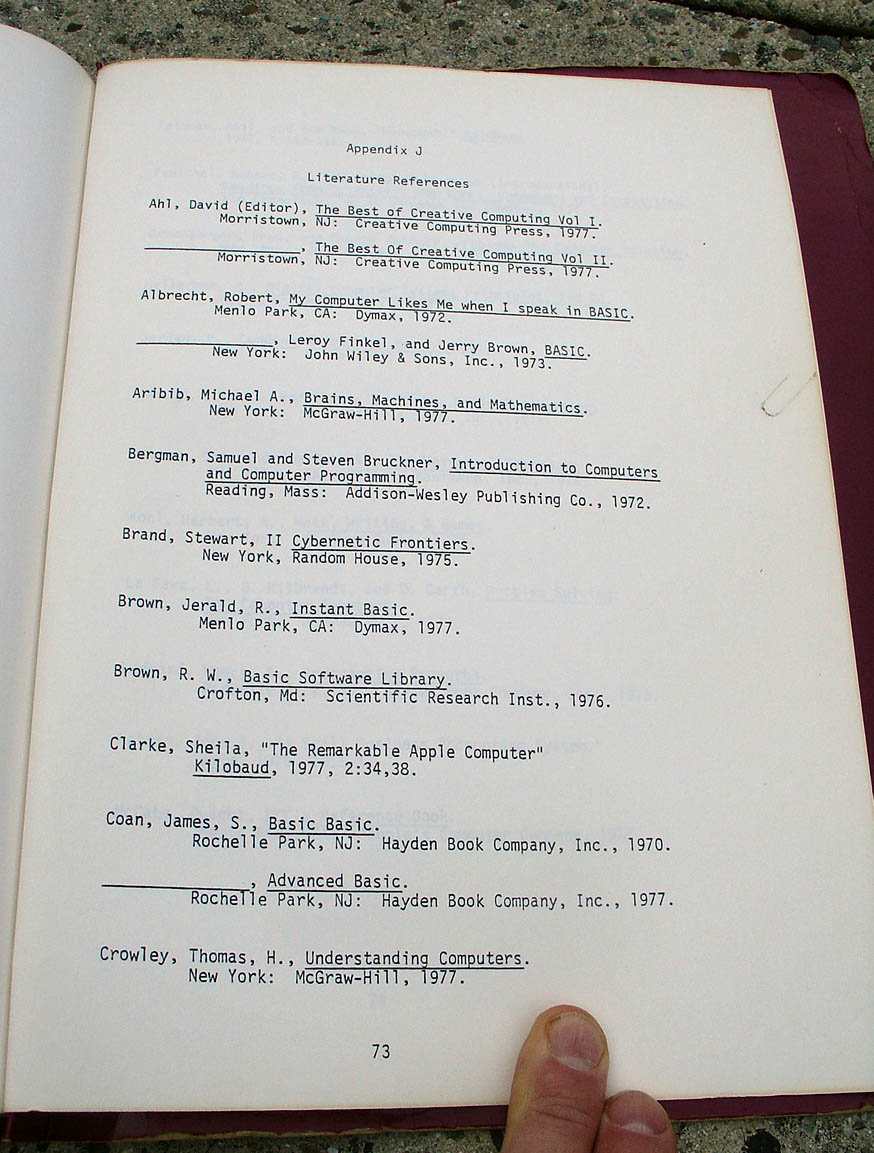 Appendix J
Literature References
Ahl, David (Editor), The Best of Creative Computing Vol I.
Morristown, NJ: Creative Computing Press, 1977.
__________, The Best Of Creative Computing Vol II.
Morristown, NJ: Creative Computing Press, 1977.
Albrecht, Robert, My Computer Likes Me when I speak in BASIC.
Menlo Park, CA: Dymax, 1972.
__________, Leroy Finkel, and Jerry Brown, BASIC.
New York: John Wiley & Sons, Inc., 1973.
Aribib, Michael A., Brains, Machines, and Mathematics.
New York: McGraw-Hill, 1977.
Bergman, Samuel and Steven Bruckner, Introduction to Computers
and Computer Programming.
Reading, Mass: Addison-Wesley Publishing Co., 1972.
Brand, Stewart, II Cybernetic Frontiers.
New York, Random House, 1975.
Brown, Jerald, R., Instant Basic.
Menlo Park, CA: Dymax, 1977.
Brown, R. W., Basic Software Library.
Crofton, Md: Scientific Research Inst., 1976.
Clarke, Sheila, "The Remarkable Apple Computer"
Kilobaud, 1977, 2:34,38.
Coan, James, S., Basic Basic.
Rochelle Park, NJ: Hayden Book Company, Inc., 1970.
__________, Advanced Basic.
Rochelle Park, NJ: Hayden Book Company, Inc., 1977.
Crowley, Thomas, H., Understanding Computers.
New York: McGraw-Hill, 1977.
73